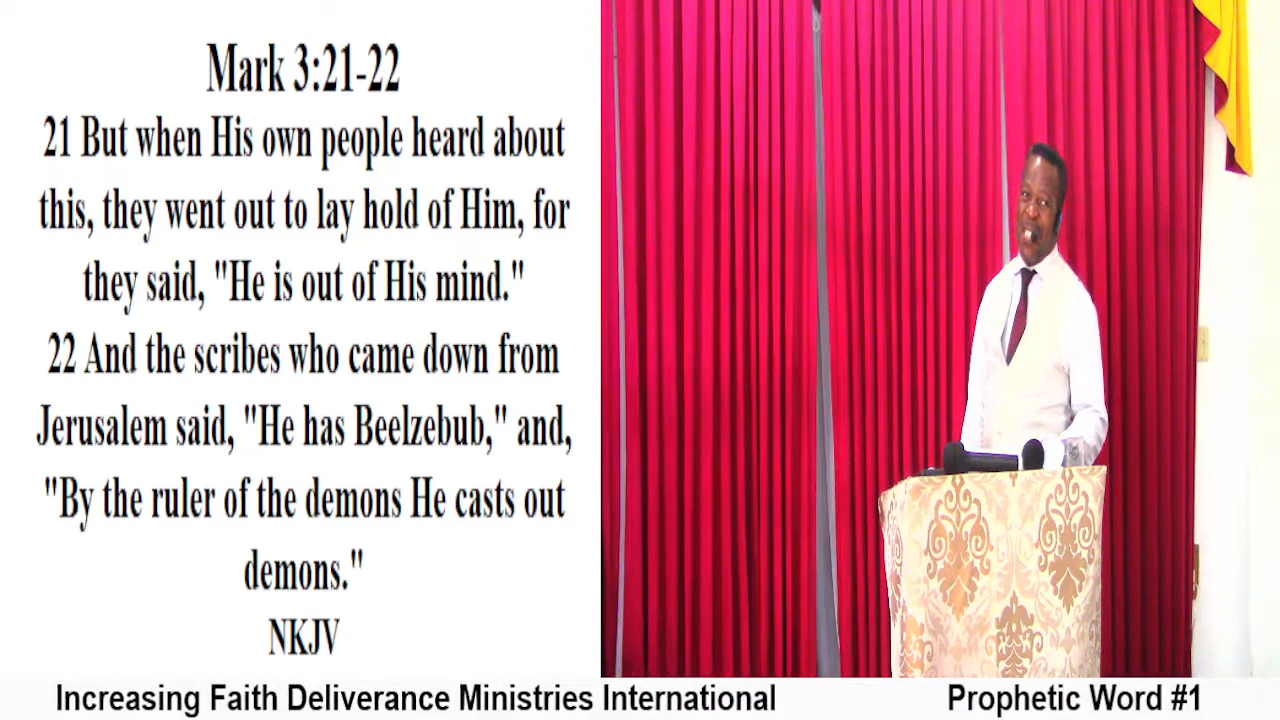 Mark 3:21-22
21 But when His own people heard about
this, they went out to lay hold of Him, for
they said, "He is out of His mind."
22 And the scribes who came down from
Jerusalem said, "He has Beelzebub," and,
"By the ruler of the demons He casts out
demons."
NKJV
Increasing Faith Deliverance Ministries International
Prophetic Word #1